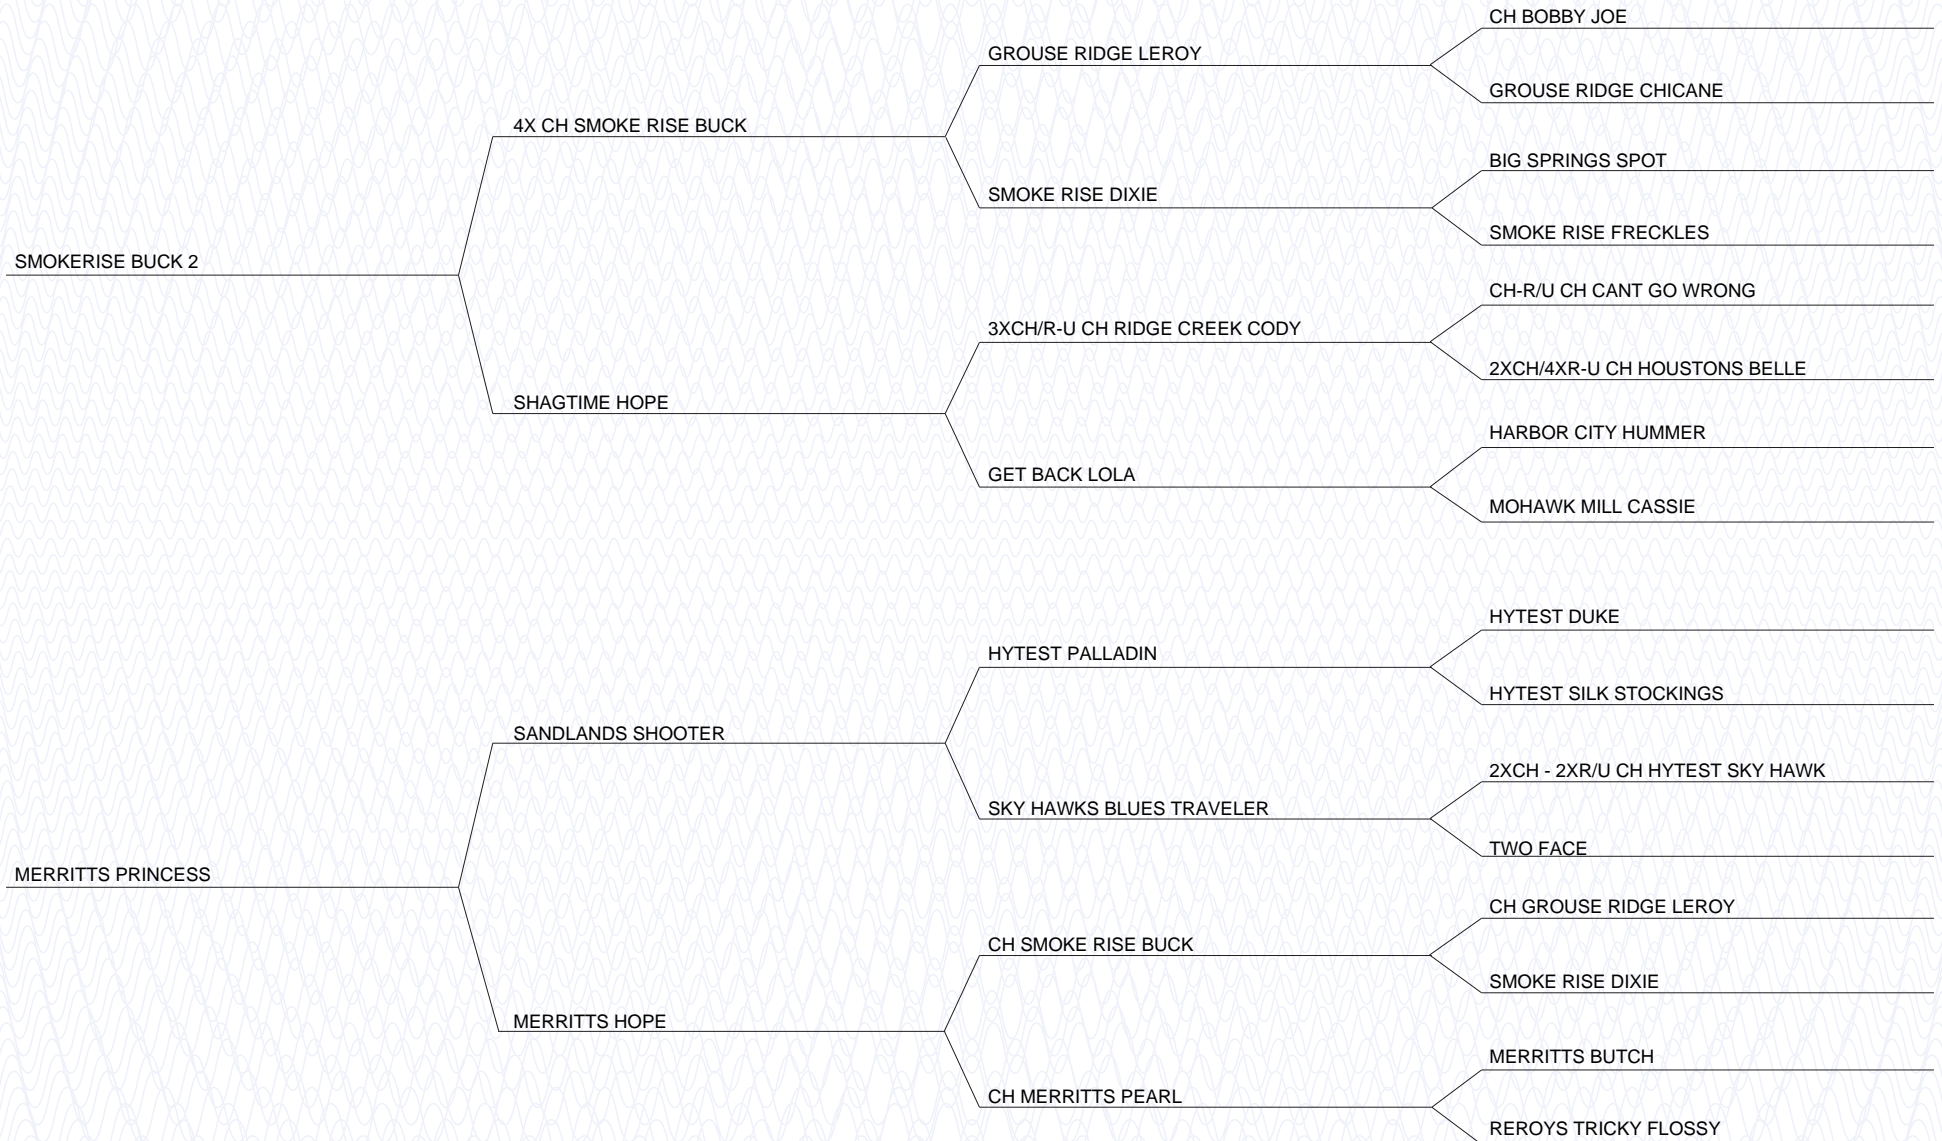 CH BOBBY JOE
GROUSE RIDGE LEROY
GROUSE RIDGE CHICANE
4X CH SMOKE RISE BUCK
BIG SPRINGS SPOT
SMOKE RISE DIXIE
SMOKE RISE FRECKLES
SMOKERISE BUCK 2
CH-R/U CH CANT GO WRONG
3XCH/R-U CH RIDGE CREEK CODY
2XCH/4XR-U CH HOUSTONS BELLE
SHAGTIME HOPE
HARBOR CITY HUMMER
GET BACK LOLA
MOHAWK MILL CASSIE
HYTEST DUKE
HYTEST PALLADIN
HYTEST SILK STOCKINGS
SANDLANDS SHOOTER
2XCH - 2XR/U CH HYTEST SKY HAWK
SKY HAWKS BLUES TRAVELER
TWO FACE
MERRITTS PRINCESS
CH GROUSE RIDGE LEROY
CH SMOKE RISE BUCK
SMOKE RISE DIXIE
MERRITTS HOPE
MERRITTS BUTCH
CH MERRITTS PEARL
REROYS TRICKY FLOSSY